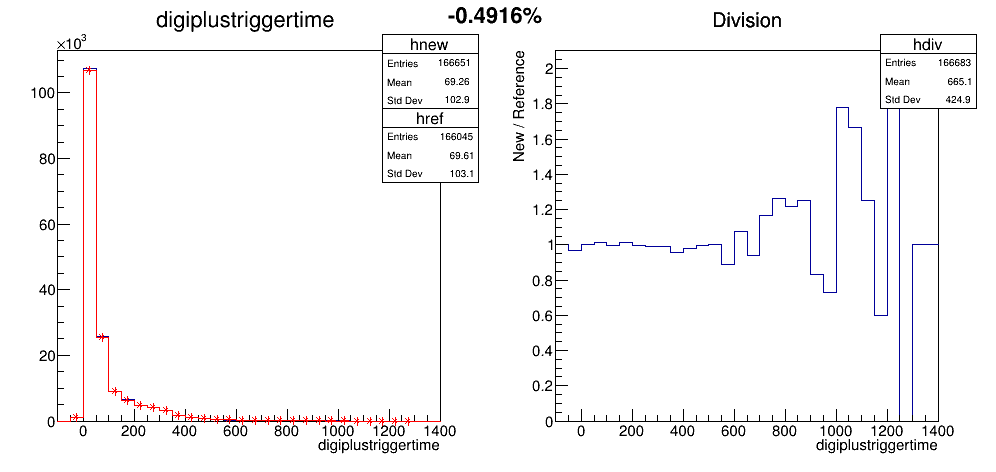 digiplustriggertime
-0.4916%
Division
×10³
hnew
Entries 166651
Mean 69.26
Std Dev 102.9
href
Entries 166045
Mean 69.61
Std Dev 103.1
100
80
60
40
20
0
0 200 400 600 800 1000 1200 1400
digiplustriggertime
hdiv
Entries 166683
Mean 665.1
Std Dev 424.9
New / Reference
2
1.8
1.6
1.4
1.2
1
0.8
0.6
0.4
0.2
0
0 200 400 600 800 1000 1200 1400
digiplustriggertime